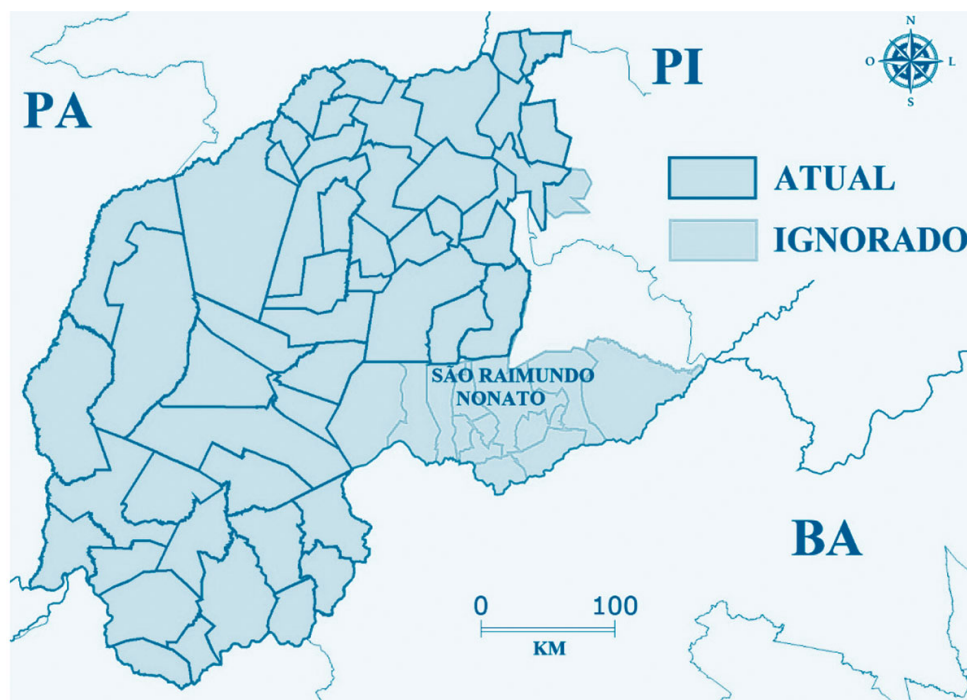 N
O L
S
PA
PI
ATUAL
IGNORADO
SÃO RAIMUNDO
NONATO
BA
0 100
KM